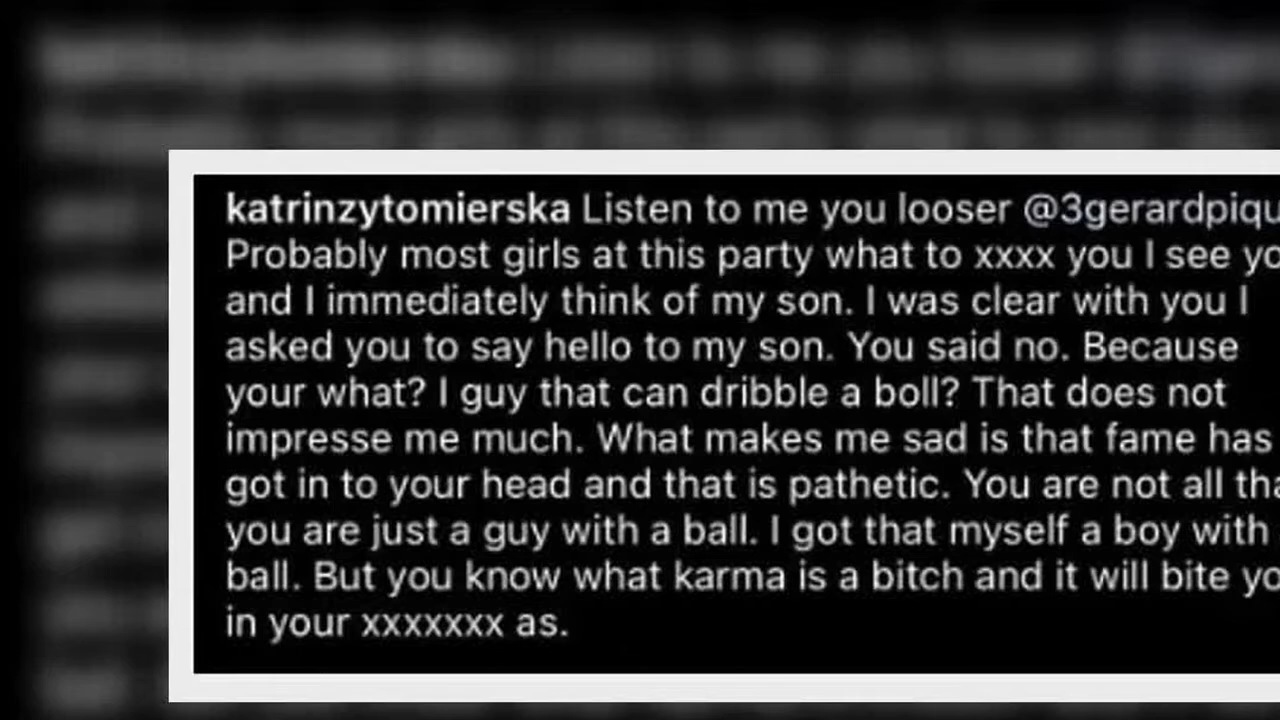 katrinzytomierska Listen to me you looser @3gerardpiqu
Probably most girls at this party what to xxxx you I see yo
and I immediately think of my son. I was clear with you I
asked you to say hello to my son. You said no. Because
your what? I guy that can dribble a boll? That does not
impresse me much. What makes me sad is that fame has
got in to your head and that is pathetic. You are not all tha
you are just a guy with a ball. I got that myself a boy with
ball. But you know what karma is a bitch and it will bite yo
in your xxxxxxx as.